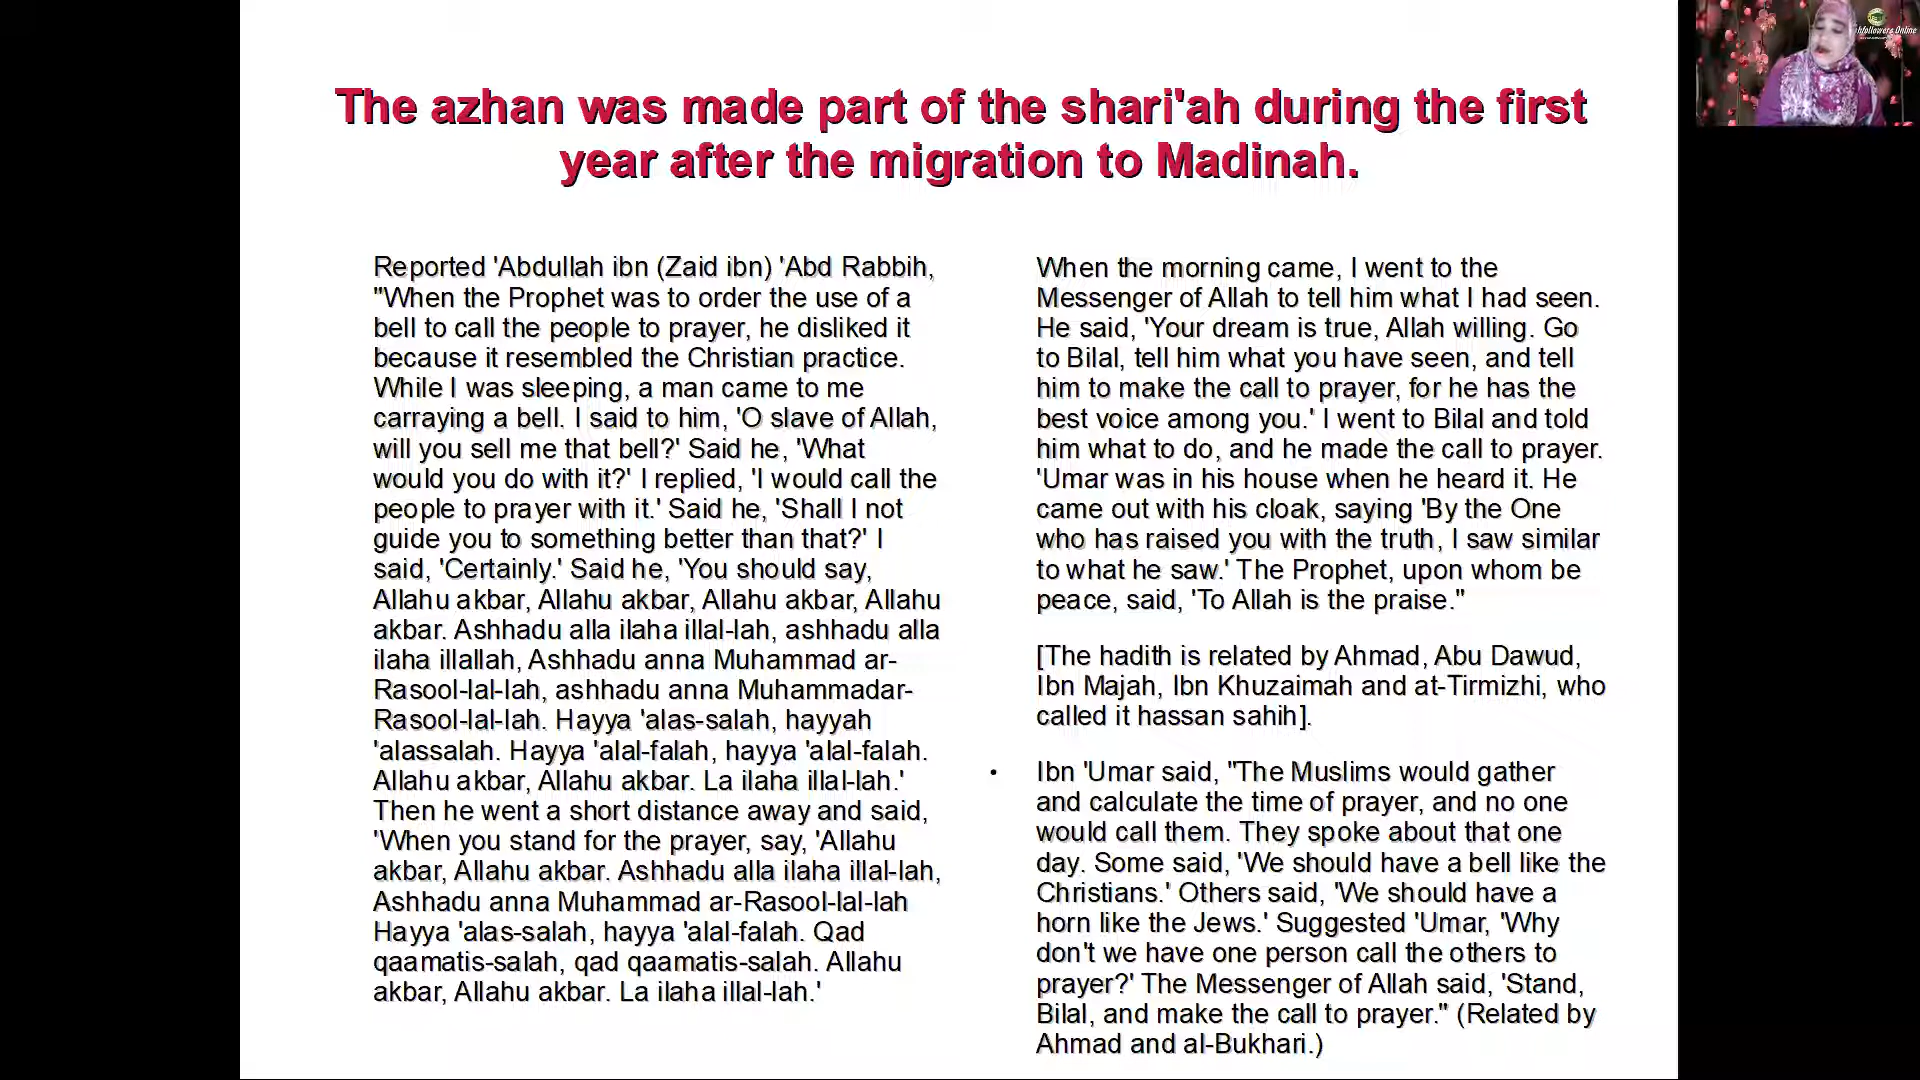 The azhan was made part of the shari'ah during the first
year after the migration to Madinah.
Reported 'Abdullah ibn (Zaid ibn) 'Abd Rabbih,
"When the Prophet was to order the use of a
bell to call the people to prayer, he disliked it
because it resembled the Christian practice.
While I was sleeping, a man came to me
carraying a bell. I said to him, 'O slave of Allah,
will you sell me that bell?' Said he, 'What
would you do with it?' I replied, 'I would call the
people to prayer with it.' Said he, 'Shall I not
guide you to something better than that?' I
said, 'Certainly.' Said he, 'You should say,
Allahu akbar, Allahu akbar, Allahu akbar, Allahu
akbar. Ashhadu alla ilaha illal-lah, ashhadu alla
ilaha illallah, Ashhadu anna Muhammad ar-
Rasool-lal-lah, ashhadu anna Muhammadar-
Rasool-lal-lah. Hayya 'alas-salah, hayyah
'alassalah. Hayya 'alal-falah, hayya 'alal-falah.
Allahu akbar, Allahu akbar. La ilaha illal-lah.'
Then he went a short distance away and said,
'When you stand for the prayer, say, 'Allahu
akbar, Allahu akbar. Ashhadu alla ilaha illal-lah,
Ashhadu anna Muhammad ar-Rasool-lal-lah
Hayya 'alas-salah, hayya 'alal-falah. Qad
qaamatis-salah, qad qaamatis-salah. Allahu
akbar, Allahu akbar. La ilaha illal-lah.'
When the morning came, I went to the
Messenger of Allah to tell him what I had seen.
He said, 'Your dream is true, Allah willing. Go
to Bilal, tell him what you have seen, and tell
him to make the call to prayer, for he has the
best voice among you.' I went to Bilal and told
him what to do, and he made the call to prayer.
'Umar was in his house when he heard it. He
came out with his cloak, saying 'By the One
who has raised you with the truth, I saw similar
to what he saw.' The Prophet, upon whom be
peace, said, 'To Allah is the praise."
[The hadith is related by Ahmad, Abu Dawud,
Ibn Majah, Ibn Khuzaimah and at-Tirmizhi, who
called it hassan sahih].
• Ibn 'Umar said, "The Muslims would gather
and calculate the time of prayer, and no one
would call them. They spoke about that one
day. Some said, 'We should have a bell like the
Christians.' Others said, 'We should have a
horn like the Jews.' Suggested 'Umar, 'Why
don't we have one person call the others to
prayer?' The Messenger of Allah said, 'Stand,
Bilal, and make the call to prayer." (Related by
Ahmad and al-Bukhari.)
Online